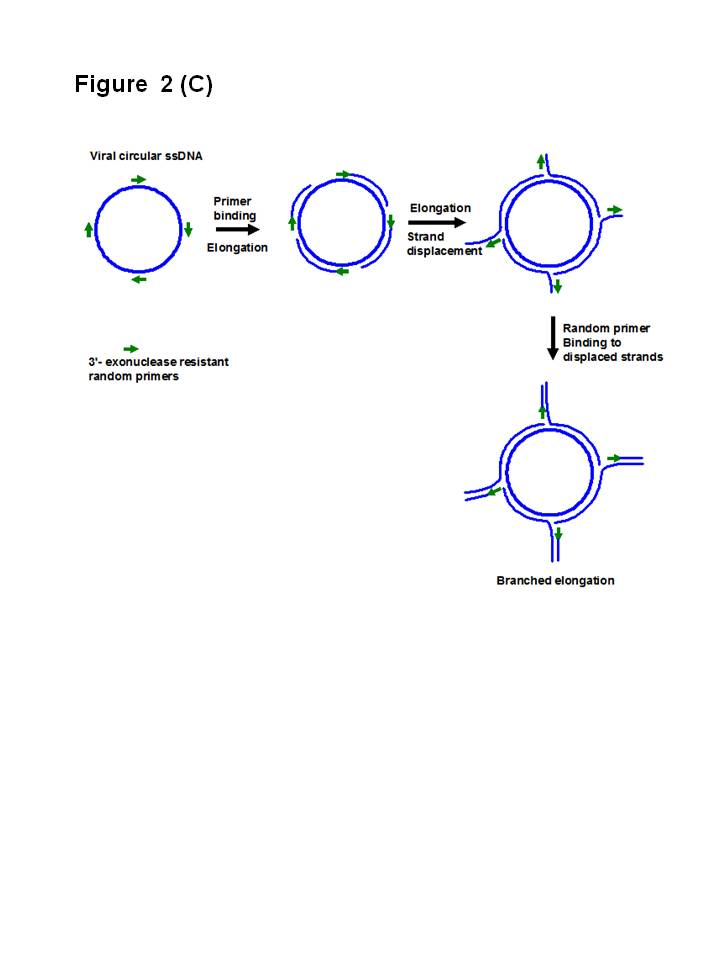 Figure 2 (C)
Viral circular ssDNA
Primer
binding
Elongation
Elongation
Strand
displacement
Random primer
Binding to
displaced strands
3'- exonuclease resistant
random primers
Branched elongation